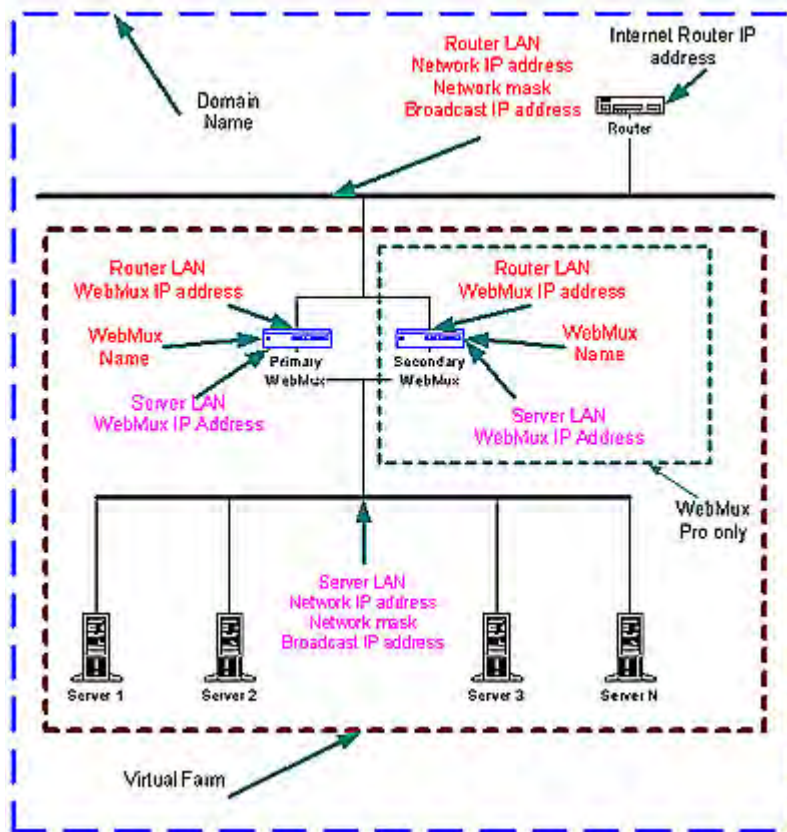 Domain
Name
Router LAN
Network IP address
Network mask
Broadcast IP address
Internet Router IP
address
Router
Router LAN
WebMux IP address
WebMux
Name
Primary
WebMux
Server LAN
WebMux IP Address
Router LAN
WebMux IP address
WebMux
Name
Secondary
WebMux
Server LAN
WebMux IP Address
WebMux
Pro only
Server LAN
Network IP address
Network mask
Broadcast IP address
Server 1
Server 2
Server 3
Server N
Virtual Farm